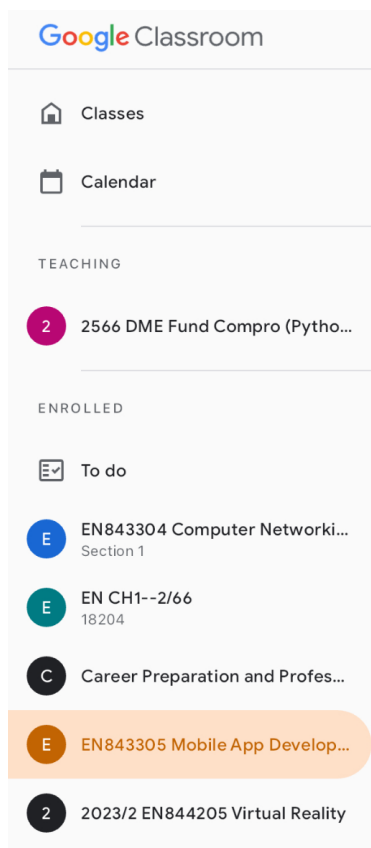 Google Classroom
Classes
Calendar
TEACHING
2
2566 DME Fund Compro (Pytho...
ENROLLED
To do
E
EN843304 Computer Networki...
Section 1
E
EN CH1--2/66
18204
C
Career Preparation and Profes...
E
EN843305 Mobile App Develop...
2
2023/2 EN844205 Virtual Reality